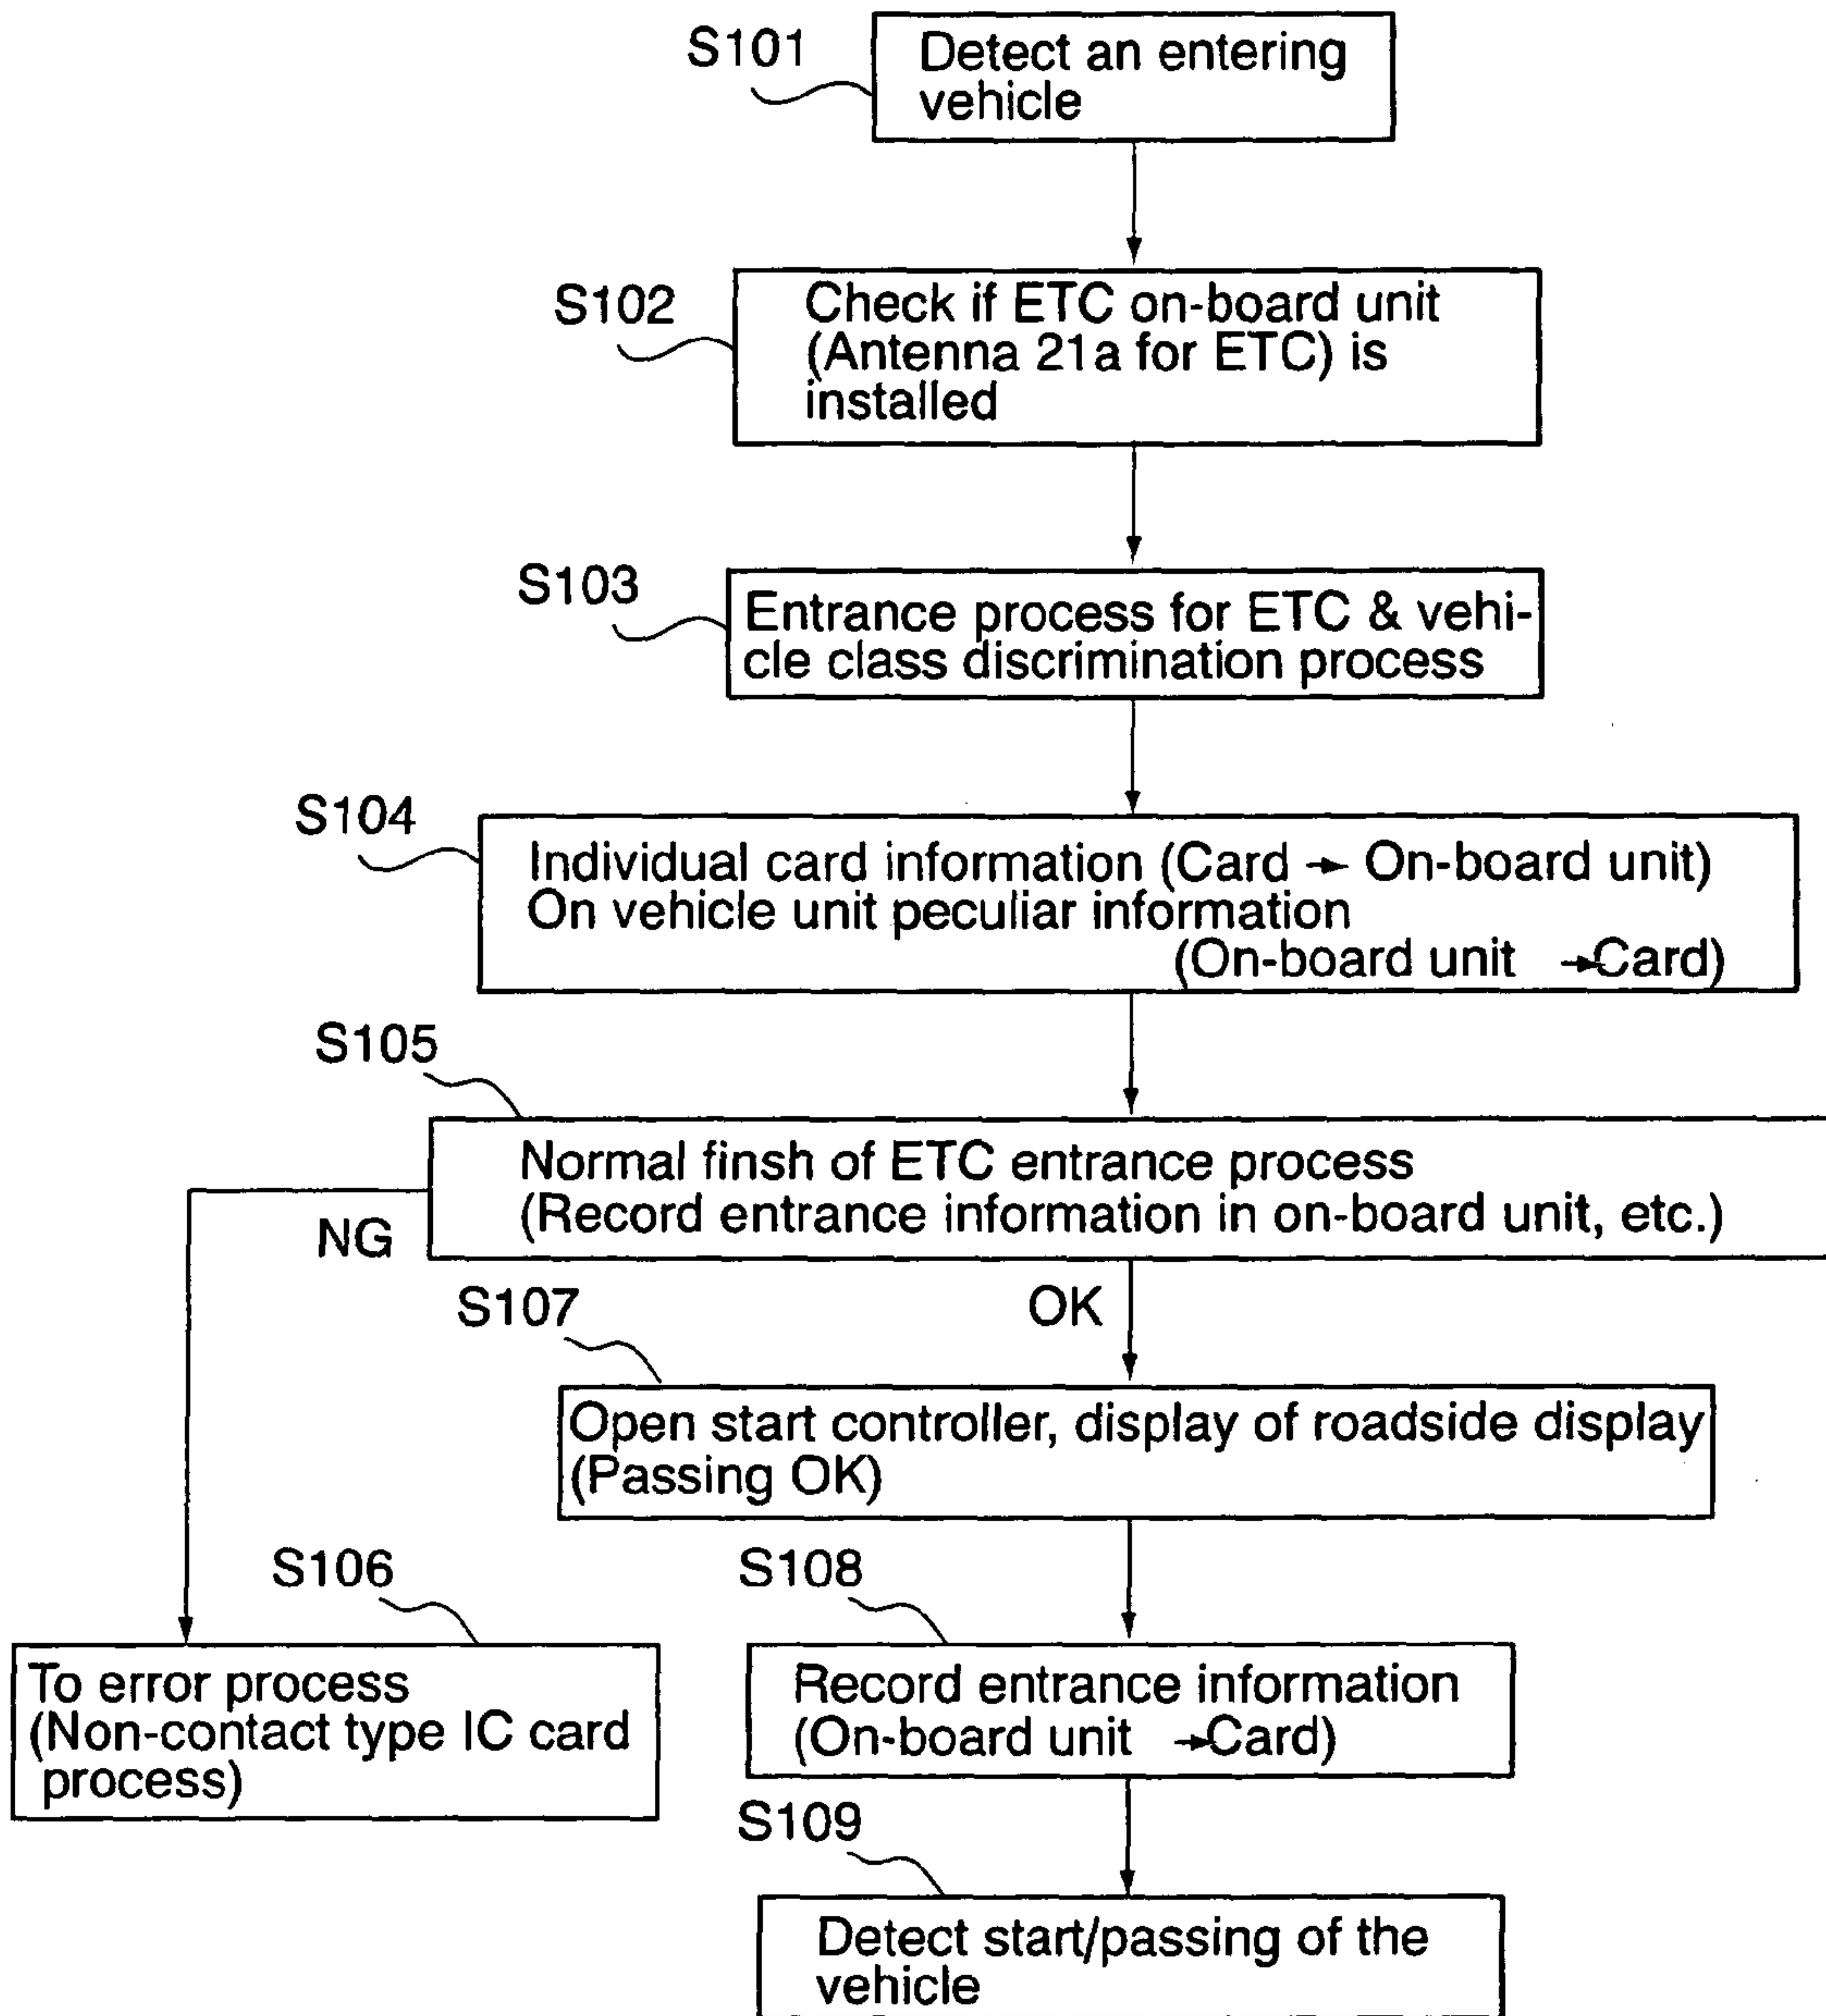 S101
Detect an entering
vehicle
S102
Check if ETC on-board unit
(Antenna 21a for ETC) is
installed
S103
Entrance process for ETC & vehi-
cle class discrimination process
S104
Individual card information (Card → On-board unit)
On vehicle unit peculiar information
(On-board unit →Card)
S105
Normal finsh of ETC entrance process
(Record entrance information in on-board unit, etc.)
NG
OK
S107
Open start controller, display of roadside display
(Passing OK)
S106
To error process
(Non-contact type IC card
process)
S108
Record entrance information
(On-board unit →Card)
S109
Detect start/passing of the
vehicle